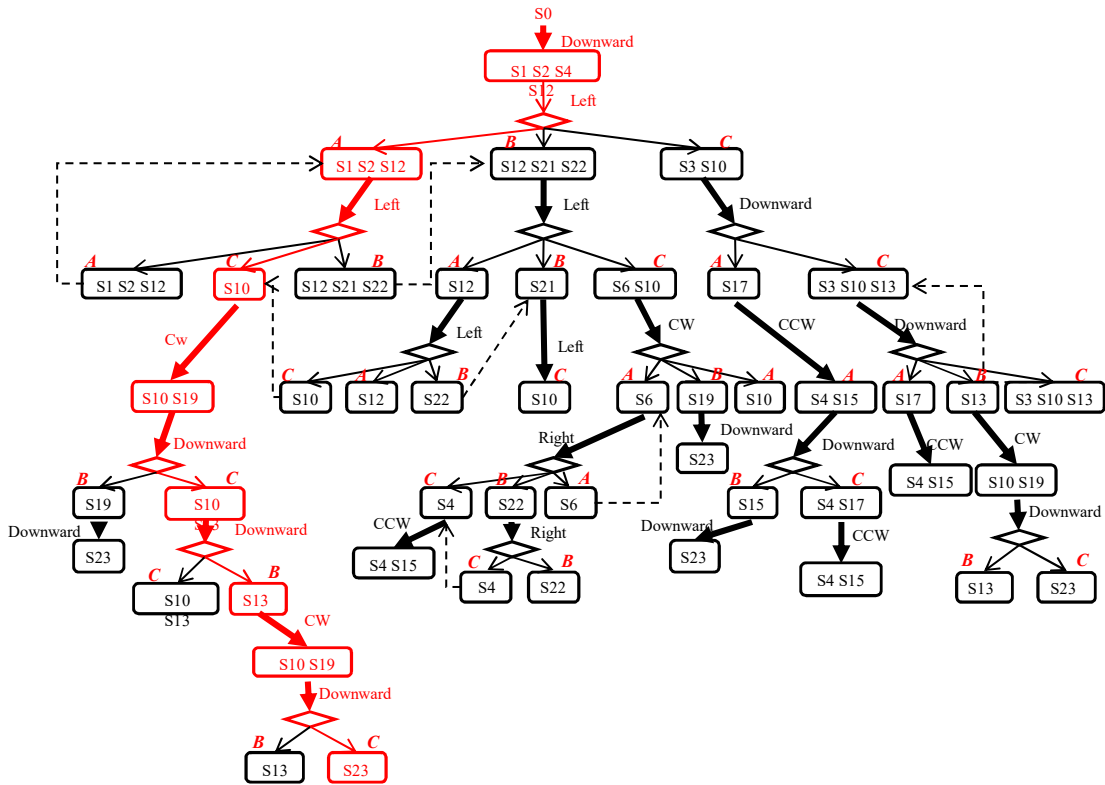 S0
Downward
S1 S2 S4
S12
Left
A
B
C
S1 S2 S12
S12 S21 S22
S3 S10
Left
Left
Downward
A
C
B
A
B
C
A
C
S1 S2 S12
S10
S12 S21 S22
S12
S21
S6 S10
S17
S3 S10 S13
Cw
Left
Left
CW
CCW
Downward
C
A
B
C
A
B
A
A
A
B
C
S10 S19
S10
S12
S22
S10
S6
S19
S10
S4 S15
S17
S13
S3 S10 S13
Downward
Right
Downward
Downward
CCW
CW
S23
S4 S15
S10 S19
B
C
C
B
A
B
C
S19
S10
S13
S4
S22
S6
S15
S4 S17
Downward
Downward
CCW
Right
Downward
CCW
Downward
S23
S4 S15
S23
S4 S15
C
B
C
B
B
C
S10
S13
S13
S4
S22
S13
S23
CW
S10 S19
Downward
B
C
S13
S23